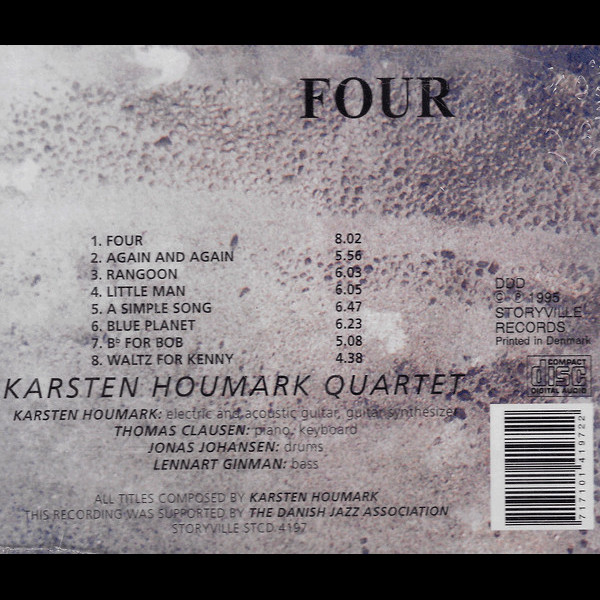 FOUR
1. FOUR 8.02
2. AGAIN AND AGAIN 5.56
3. RANGOON 6.03
4. LITTLE MAN 6.05
5. A SIMPLE SONG 6.47
6. BLUE PLANET 6.23
7. B♭ FOR BOB 5.08
8. WALTZ FOR KENNY 4.38
DDD
© ℗ 1995
STORYVILLE
RECORDS
Printed in Denmark
COMPACT
disc
DIGITAL AUDIO
KARSTEN HOUMARK QUARTET
KARSTEN HOUMARK: electric and acoustic guitar, guitar synthesizer
THOMAS CLAUSEN: piano, keyboard
JONAS JOHANSEN: drums
LENNART GINMAN: bass
ALL TITLES COMPOSED BY KARSTEN HOUMARK
THIS RECORDING WAS SUPPORTED BY THE DANISH JAZZ ASSOCIATION
STORYVILLE STCD 4197
717101 419722